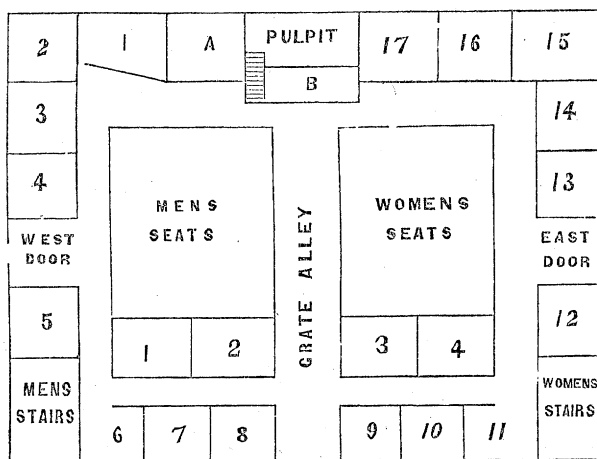 2
1
A
PULPIT
B
17
16
15
3
14
4
13
MENS
SEATS
WOMENS
SEATS
WEST
DOOR
GRATE ALLEY
EAST
DOOR
5
12
1
2
3
4
MENS
STAIRS
WOMENS
STAIRS
6
7
8
9
10
11